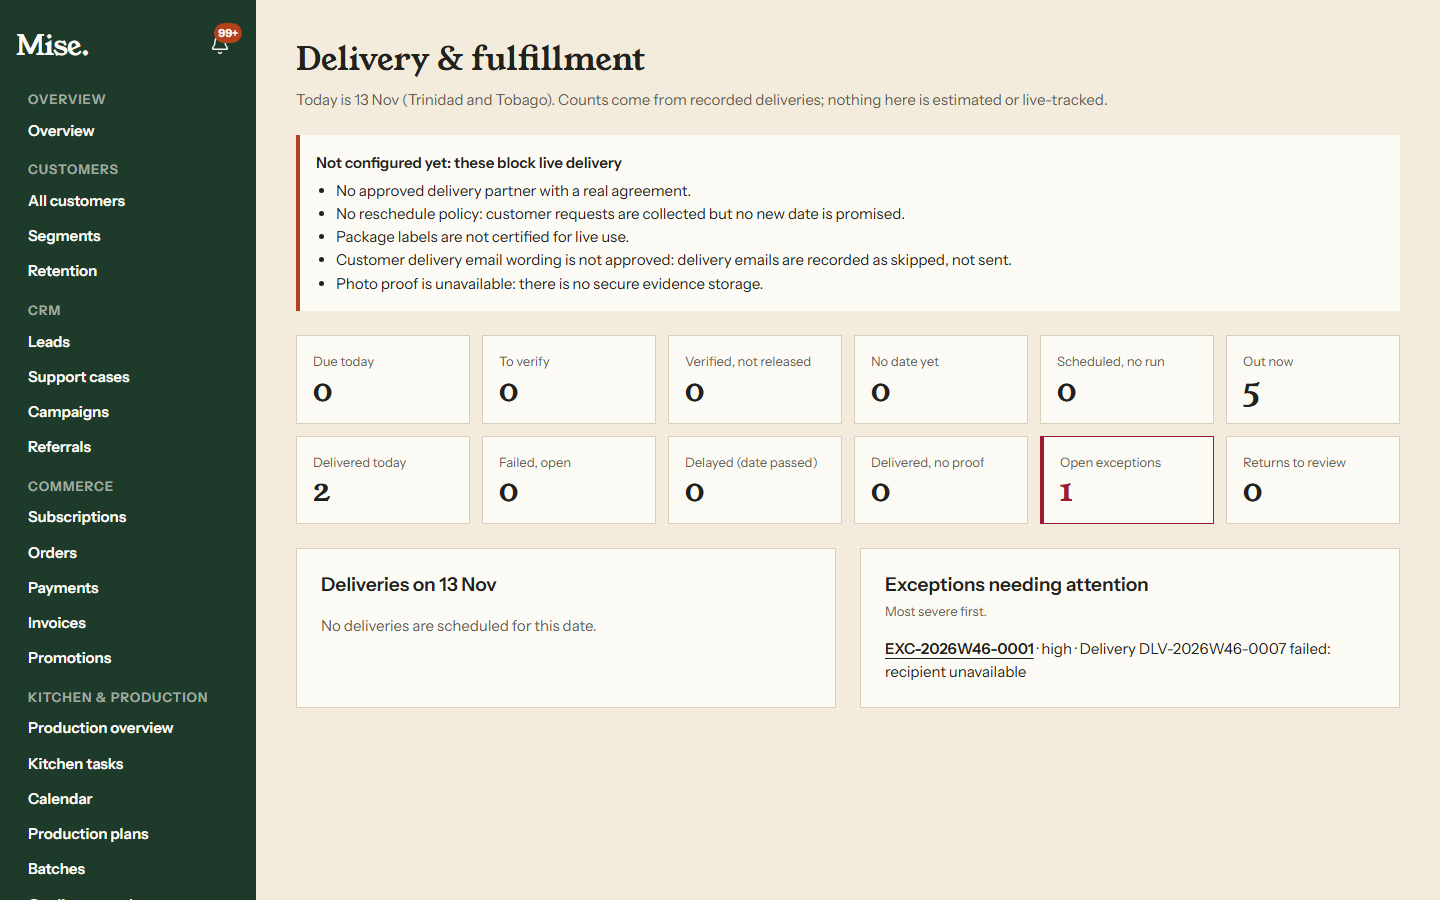 Mise.
99+
OVERVIEW
Overview
CUSTOMERS
All customers
Segments
Retention
CRM
Leads
Support cases
Campaigns
Referrals
COMMERCE
Subscriptions
Orders
Payments
Invoices
Promotions
KITCHEN & PRODUCTION
Production overview
Kitchen tasks
Calendar
Production plans
Batches
Delivery & fulfillment
Today is 13 Nov (Trinidad and Tobago). Counts come from recorded deliveries; nothing here is estimated or live-tracked.
Not configured yet: these block live delivery
• No approved delivery partner with a real agreement.
• No reschedule policy: customer requests are collected but no new date is promised.
• Package labels are not certified for live use.
• Customer delivery email wording is not approved: delivery emails are recorded as skipped, not sent.
• Photo proof is unavailable: there is no secure evidence storage.
Due today
0
To verify
0
Verified, not released
0
No date yet
0
Scheduled, no run
0
Out now
5
Delivered today
2
Failed, open
0
Delayed (date passed)
0
Delivered, no proof
0
Open exceptions
1
Returns to review
0
Deliveries on 13 Nov
No deliveries are scheduled for this date.
Exceptions needing attention
Most severe first.
EXC-2026W46-0001 · high · Delivery DLV-2026W46-0007 failed:
recipient unavailable